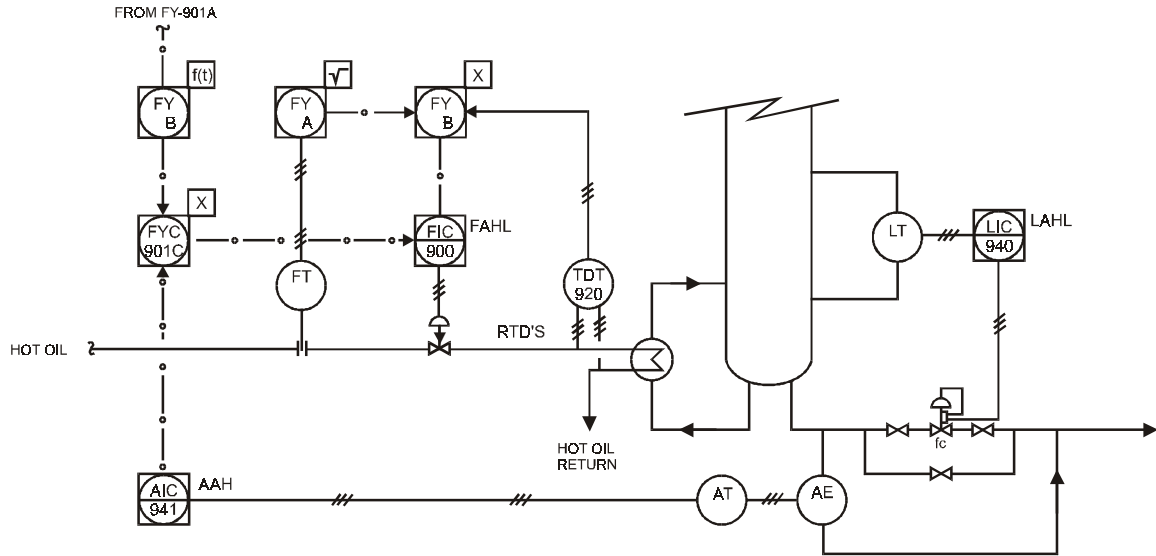 FROM FY-901A
f(t)
√
X
FY
B
FY
A
FY
B
X
FYC
901C
FIC
900
FAHL
LT
LIC
940
LAHL
FT
TDT
920
RTD'S
HOT OIL
HOT OIL
RETURN
fc
AIC
941
AAH
AT
AE